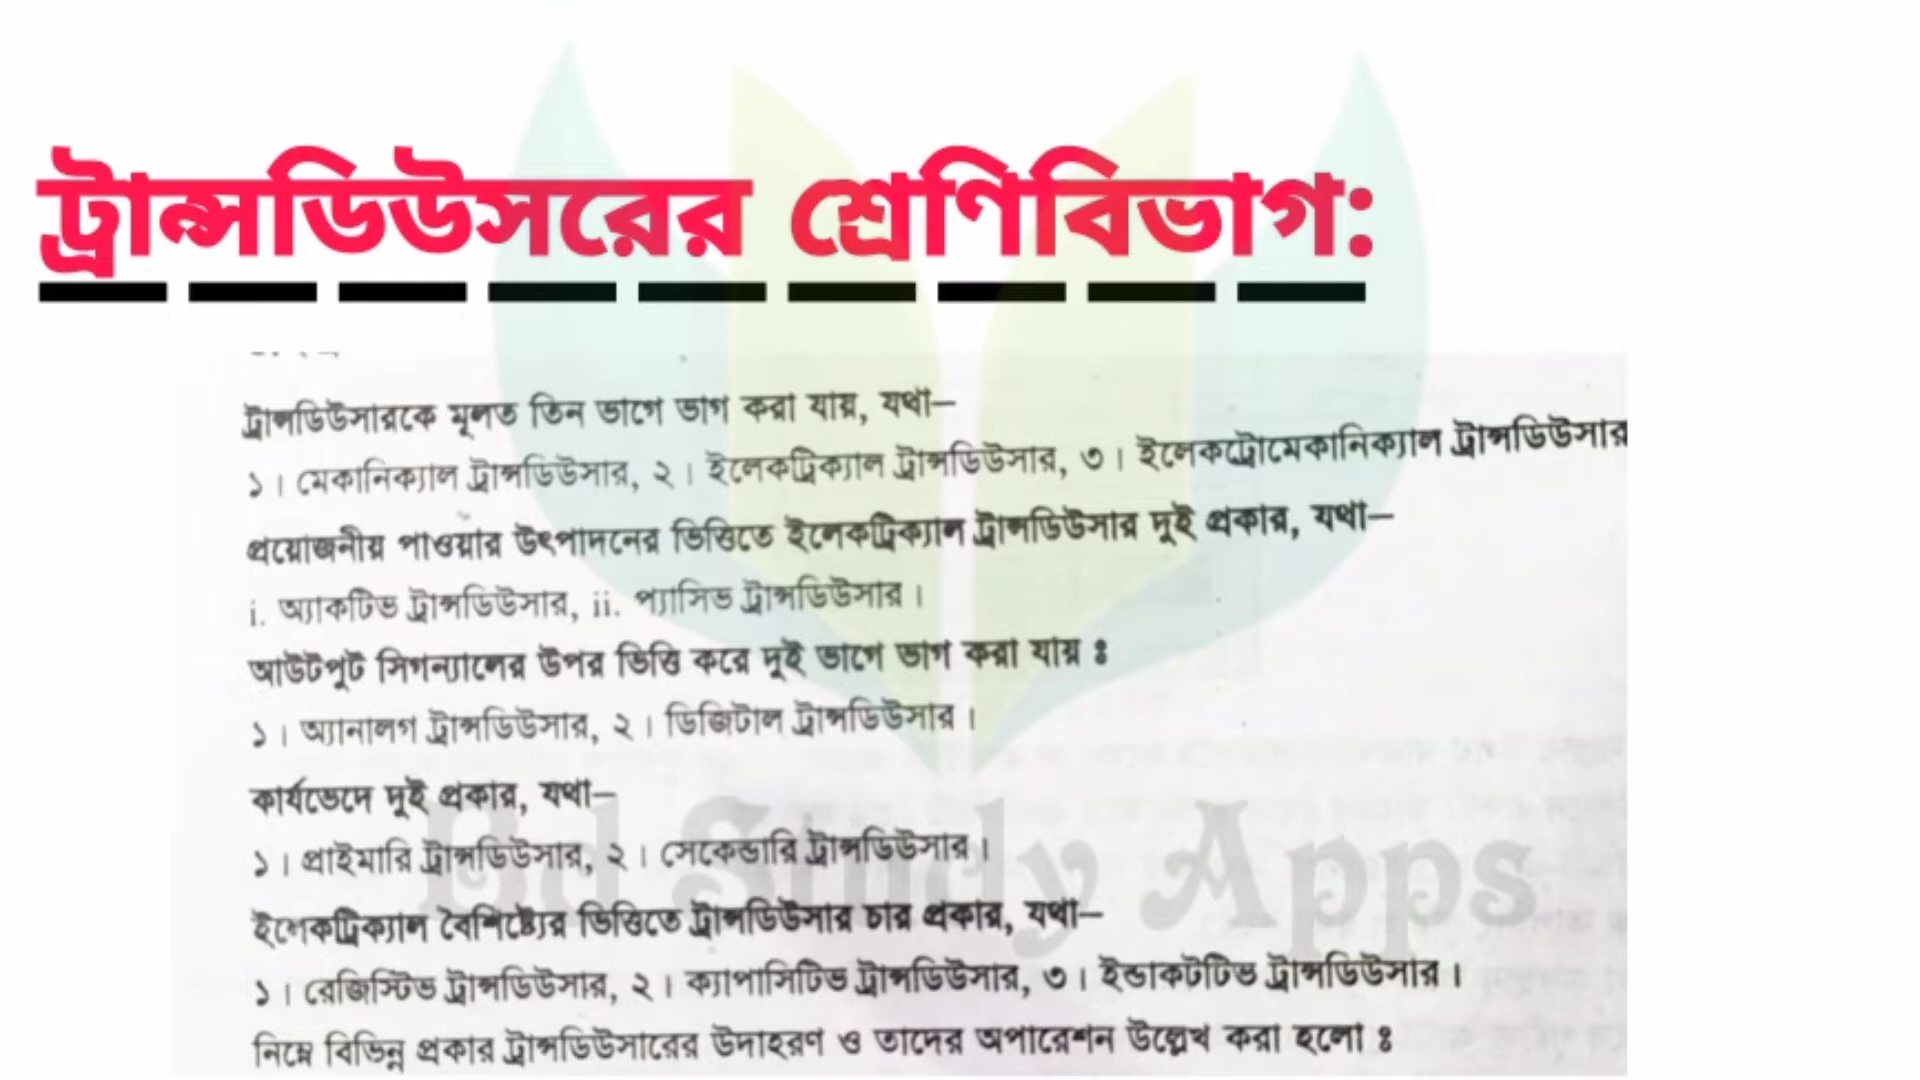 ট্রান্সডিউসরের শ্রেণিবিভাগ:
ট্রান্সডিউসারকে মূলত তিন ভাগে ভাগ করা যায়, যথা—
১। মেকানিক্যাল ট্রান্সডিউসার, ২। ইলেকট্রিক্যাল ট্রান্সডিউসার, ৩। ইলেকট্রোমেকানিক্যাল ট্রান্সডিউসার
প্রয়োজনীয় পাওয়ার উৎপাদনের ভিত্তিতে ইলেকট্রিক্যাল ট্রান্সডিউসার দুই প্রকার, যথা—
i. অ্যাকটিভ ট্রান্সডিউসার, ii. প্যাসিভ ট্রান্সডিউসার।
আউটপুট সিগন্যালের উপর ভিত্তি করে দুই ভাগে ভাগ করা যায় ঃ
১। অ্যানালগ ট্রান্সডিউসার, ২। ডিজিটাল ট্রান্সডিউসার।
কার্যভেদে দুই প্রকার, যথা—
১। প্রাইমারি ট্রান্সডিউসার, ২। সেকেন্ডারি ট্রান্সডিউসার।
ইলেকট্রিক্যাল বৈশিষ্ট্যের ভিত্তিতে ট্রান্সডিউসার চার প্রকার, যথা—
১। রেজিস্টিভ ট্রান্সডিউসার, ২। ক্যাপাসিটিভ ট্রান্সডিউসার, ৩। ইন্ডাকটটিভ ট্রান্সডিউসার।
নিম্নে বিভিন্ন প্রকার ট্রান্সডিউসারের উদাহরণ ও তাদের অপারেশন উল্লেখ করা হলো ঃ
Bd Study Apps